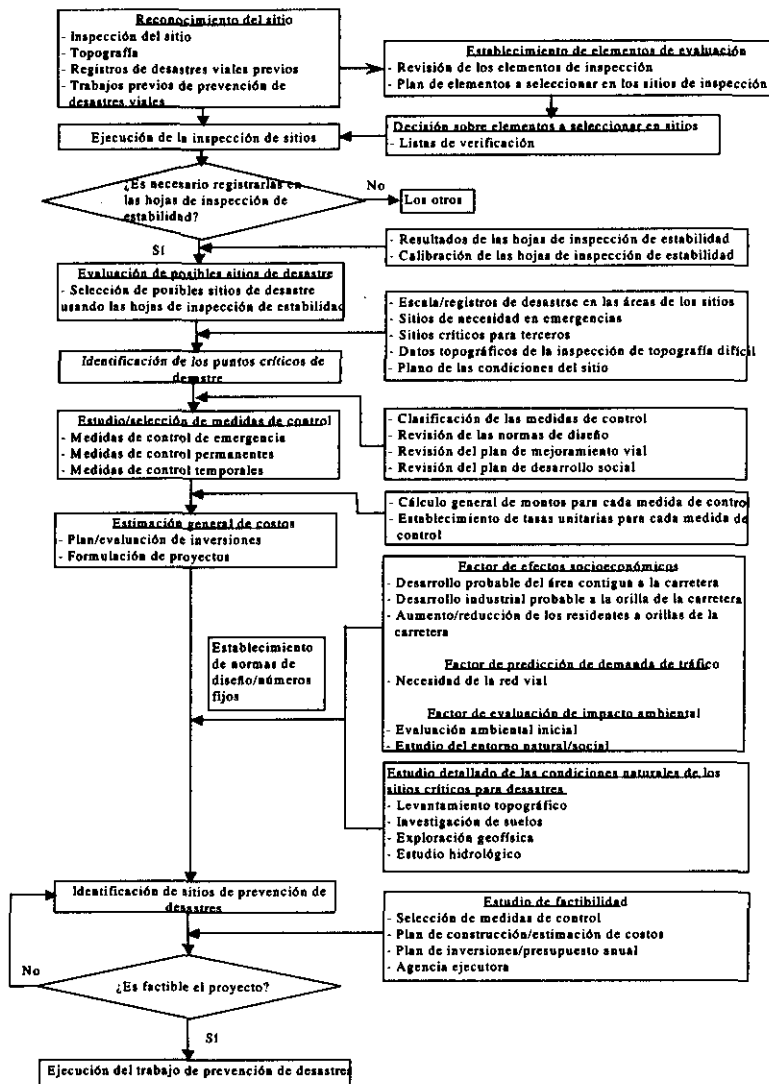 Reconocimiento del sitio
- Inspección del sitio
- Topografía
- Registros de desastres viales previos
- Trabajos previos de prevención de
desastres viales
Establecimiento de elementos de evaluación
- Revisión de los elementos de inspección
- Plan de elementos a seleccionar en los sitios de inspección
Ejecución de la inspección de sitios
Decisión sobre elementos a seleccionar en sitios
- Listas de verificación
¿Es necesario registrarlas en
las hojas de inspección de
estabilidad?
No
Los otros
Sí
- Resultados de las hojas de inspección de estabilidad
- Calibración de las hojas de inspección de estabilidad
Evaluación de posibles sitios de desastre
- Selección de posibles sitios de desastre
usando las hojas de inspección de estabilidad
- Escala/registros de desastrse en las áreas de los sitios
- Sitios de necesidad en emergencias
- Sitios críticos para terceros
- Datos topográficos de la inspección de topografía difícil
- Plano de las condiciones del sitio
Identificación de los puntos críticos de
desastre
Estudio/selección de medidas de control
- Medidas de control de emergencia
- Medidas de control permanentes
- Medidas de control temporales
- Clasificación de las medidas de control
- Revisión de las normas de diseño
- Revisión del plan de mejoramiento vial
- Revisión del plan de desarrollo social
- Cálculo general de montos para cada medida de control
- Establecimiento de tasas unitarias para cada medida de
control
Estimación general de costos
- Plan/evaluación de inversiones
- Formulación de proyectos
Factor de efectos socioeconómicos
- Desarrollo probable del área contigua a la carretera
- Desarrollo industrial probable a la orilla de la carretera
- Aumento/reducción de los residentes a orillas de la
carretera
Factor de predicción de demanda de tráfico
- Necesidad de la red vial
Factor de evaluación de impacto ambiental
- Evaluación ambiental inicial
- Estudio del entorno natural/social
Establecimiento
de normas de
diseño/números
fijos
Estudio detallado de las condiciones naturales de los
sitios críticos para desastres
- Levantamiento topográfico
- Investigación de suelos
- Exploración geofísica
- Estudio hidrológico
Identificación de sitios de prevención de
desastres
Estudio de factibilidad
- Selección de medidas de control
- Plan de construcción/estimación de costos
- Plan de inversiones/presupuesto anual
- Agencia ejecutora
No
¿Es factible el proyecto?
Sí
Ejecución del trabajo de prevención de desastres